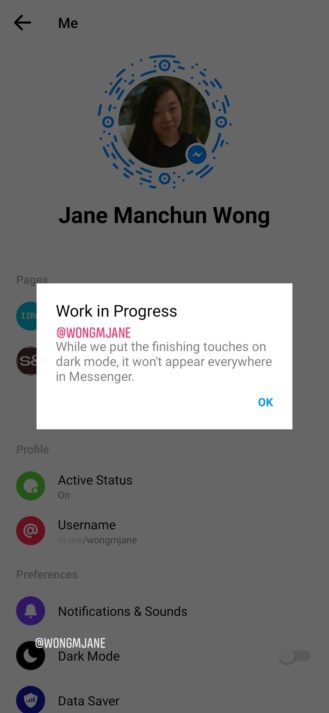 Me
Jane Manchun Wong
Pages
Work in Progress
@WONGMJANE
While we put the finishing touches on
dark mode, it won't appear everywhere
in Messenger.
OK
Profile
Active Status
On
Username
m.me/wongmjane
Preferences
Notifications & Sounds
@WONGMJANE
Dark Mode
Data Saver